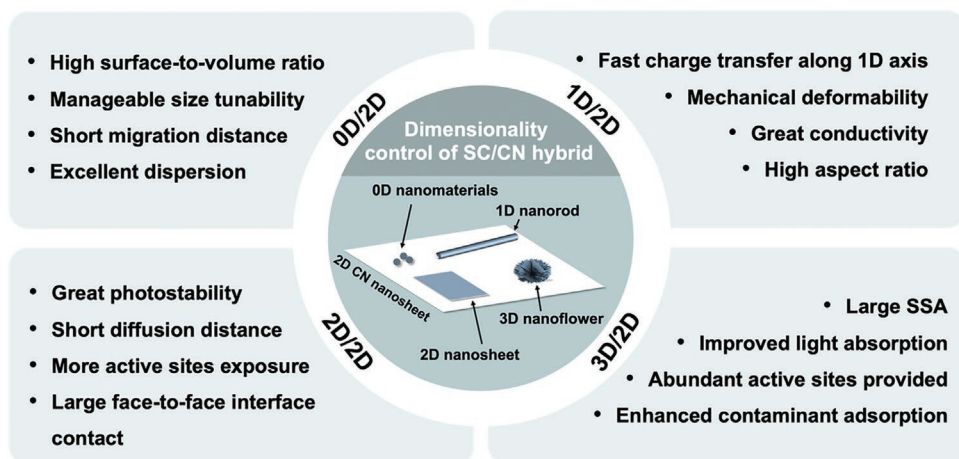 • High surface-to-volume ratio
• Manageable size tunability
• Short migration distance
• Excellent dispersion
0D/2D
1D/2D
• Fast charge transfer along 1D axis
• Mechanical deformability
• Great conductivity
• High aspect ratio
Dimensionality
control of SC/CN hybrid
0D nanomaterials
1D nanorod
2D CN nanosheet
3D nanoflower
2D nanosheet
• Great photostability
• Short diffusion distance
• More active sites exposure
• Large face-to-face interface
contact
2D/2D
3D/2D
• Large SSA
• Improved light absorption
• Abundant active sites provided
• Enhanced contaminant adsorption